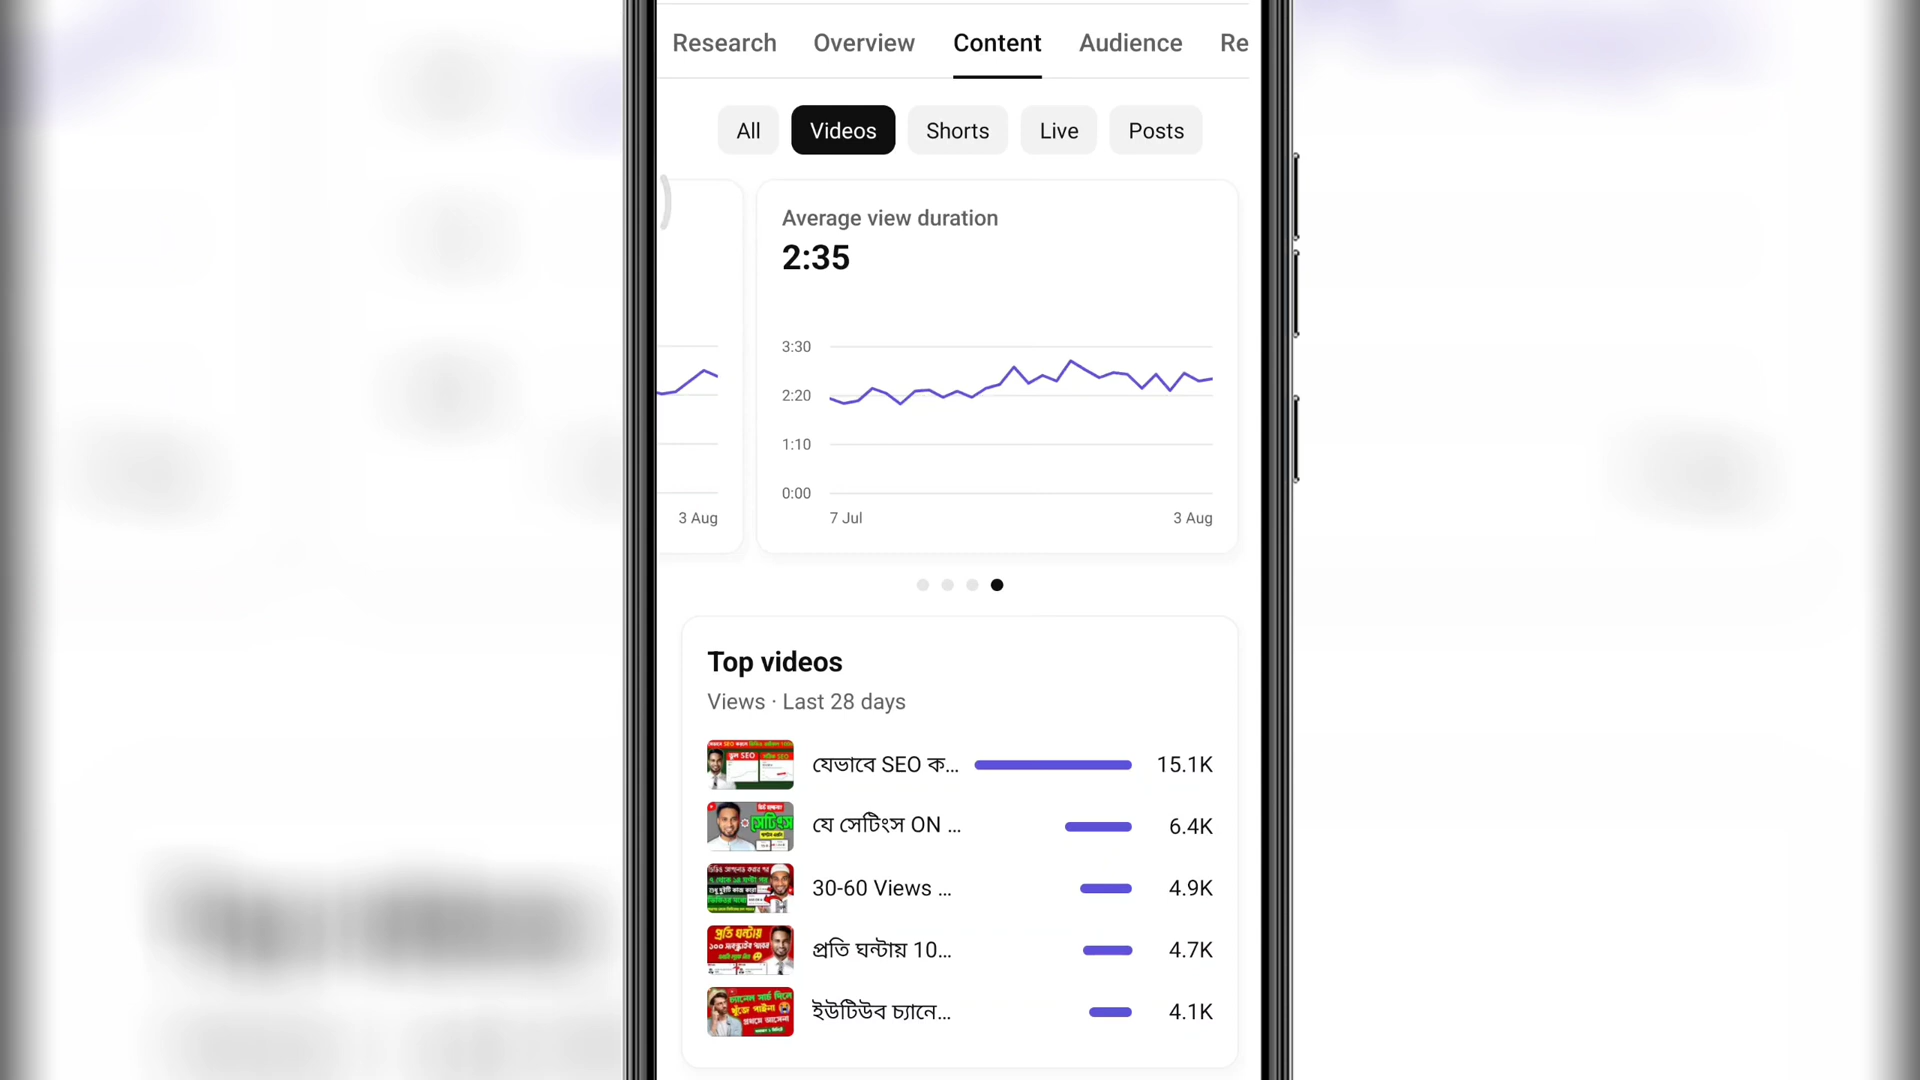 Research Overview Content Audience Re
All Videos Shorts Live Posts
Average view duration
2:35
3:30
2:20
1:10
0:00
3 Aug
7 Jul 3 Aug
Top videos
Views · Last 28 days
যেভাবে SEO ক... 15.1K
যে সেটিংস ON ... 6.4K
সেটিংস
30-60 Views ... 4.9K
প্রতি ঘন্টায় 10... 4.7K
প্রতি ঘন্টায়
ইউটিউব চ্যানে... 4.1K